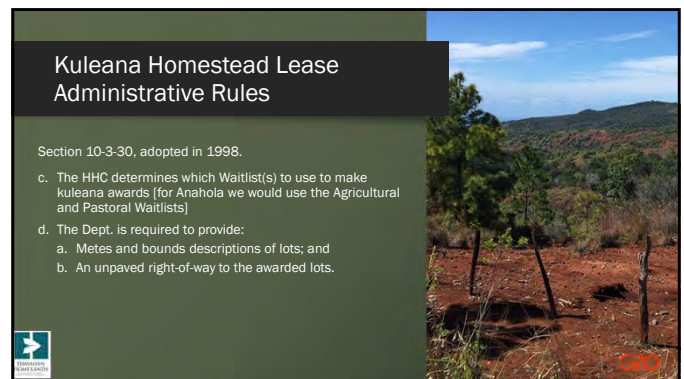 Kuleana Homestead Lease
Administrative Rules
Section 10-3-30, adopted in 1998.
c. The HHC determines which Waitlist(s) to use to make
kuleana awards [for Anahola we would use the Agricultural
and Pastoral Waitlists]
d. The Dept. is required to provide:
a. Metes and bounds descriptions of lots; and
b. An unpaved right-of-way to the awarded lots.
HAWAIIAN
HOME LANDS